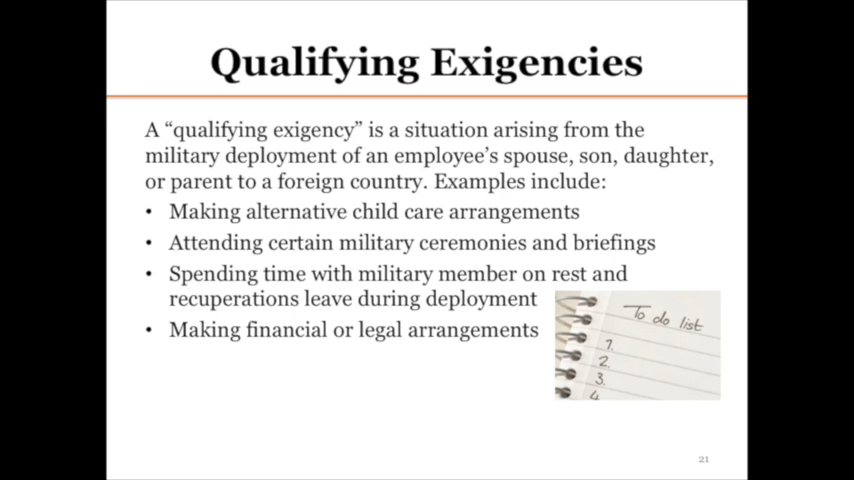 Qualifying Exigencies
A “qualifying exigency” is a situation arising from the
military deployment of an employee’s spouse, son, daughter,
or parent to a foreign country. Examples include:
• Making alternative child care arrangements
• Attending certain military ceremonies and briefings
• Spending time with military member on rest and
recuperations leave during deployment
• Making financial or legal arrangements
To do list
1.
2.
3.
4.
21